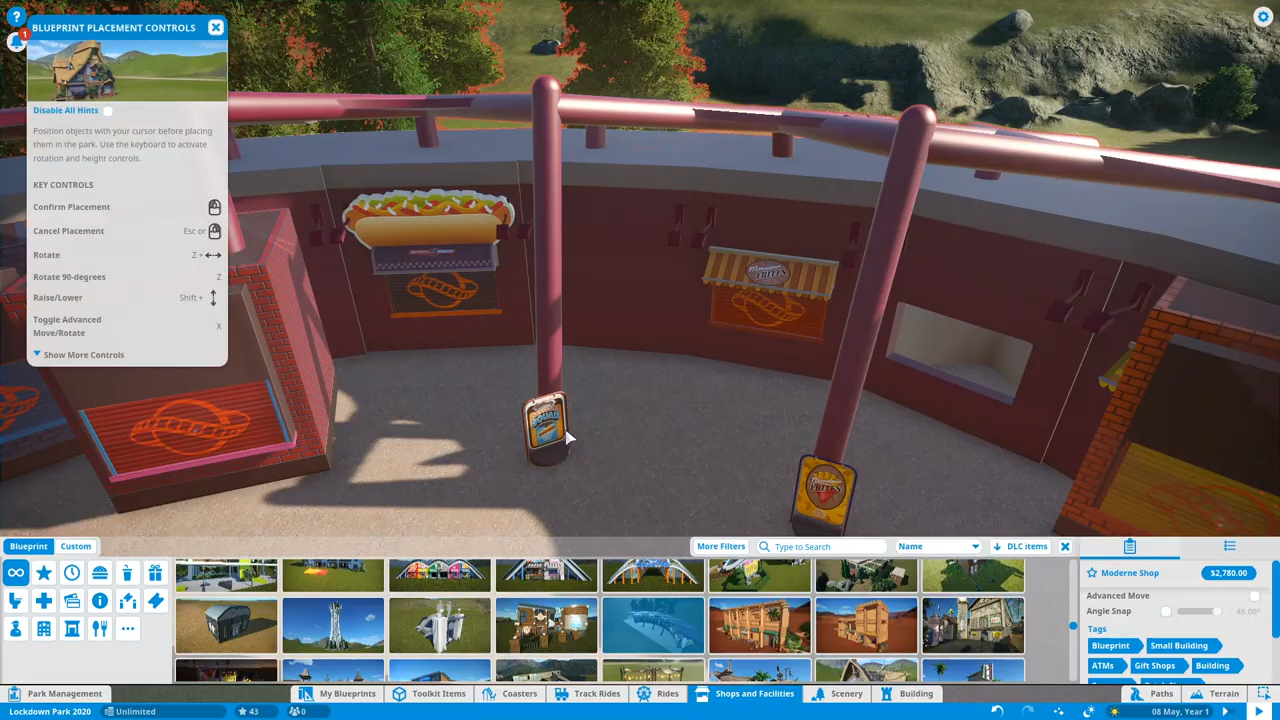 ?
1
BLUEPRINT PLACEMENT CONTROLS
Disable All Hints
Position objects with your cursor before placing
them in the park. Use the keyboard to activate
rotation and height controls.
KEY CONTROLS
Confirm Placement
Cancel Placement Esc or
Rotate Z +
Rotate 90-degrees Z
Raise/Lower Shift +
Toggle Advanced
Move/Rotate X
Show More Controls
FRITES
SQUAD
FRITES
Blueprint Custom More Filters Type to Search Name DLC items
Moderne Shop $2,780.00
Advanced Move
Angle Snap 45.00°
Tags
Blueprint Small Building
ATMs Gift Shops Building
Park Management My Blueprints Toolkit Items Coasters Track Rides Rides Shops and Facilities Scenery Building Paths Terrain
Lockdown Park 2020 Unlimited 43 0 08 May, Year 1